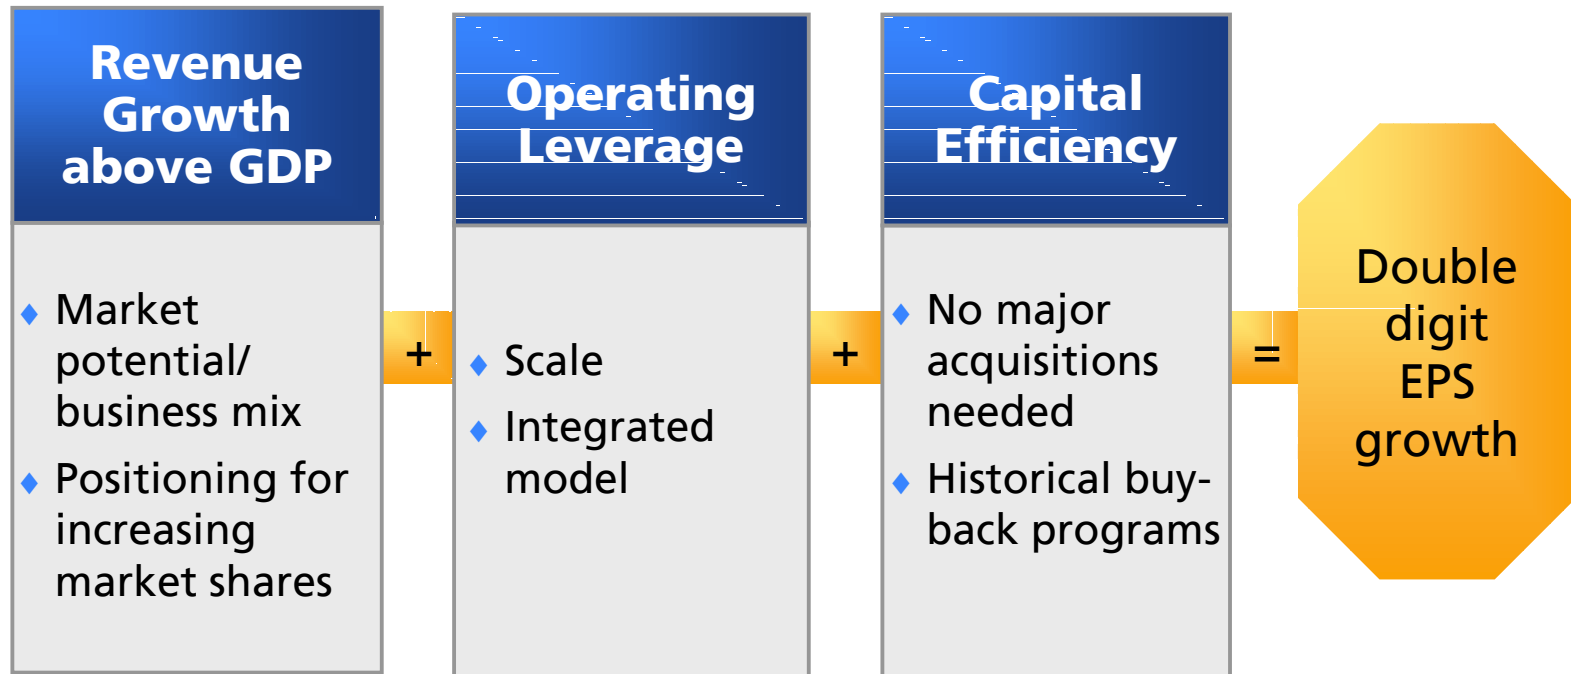 Revenue
Growth
above GDP
♦ Market
potential/
business mix
♦ Positioning for
increasing
market shares
+
Operating
Leverage
♦ Scale
♦ Integrated
model
+
Capital
Efficiency
♦ No major
acquisitions
needed
♦ Historical buy-
back programs
=
Double
digit
EPS
growth